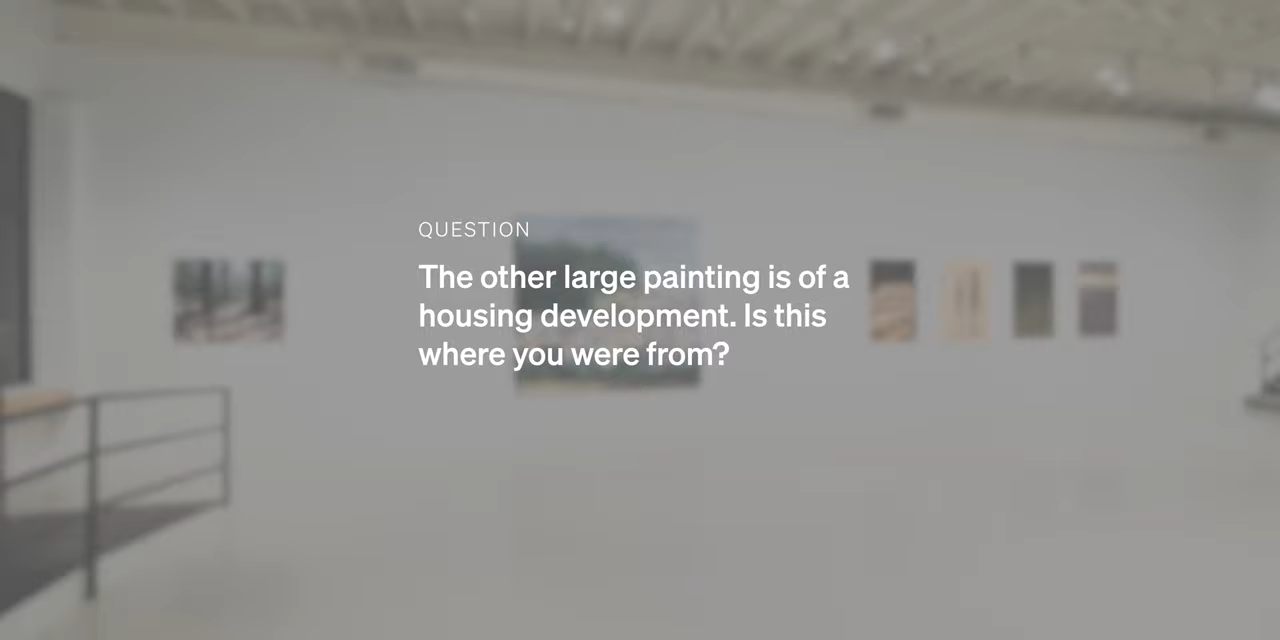 QUESTION
The other large painting is of a
housing development. Is this
where you were from?